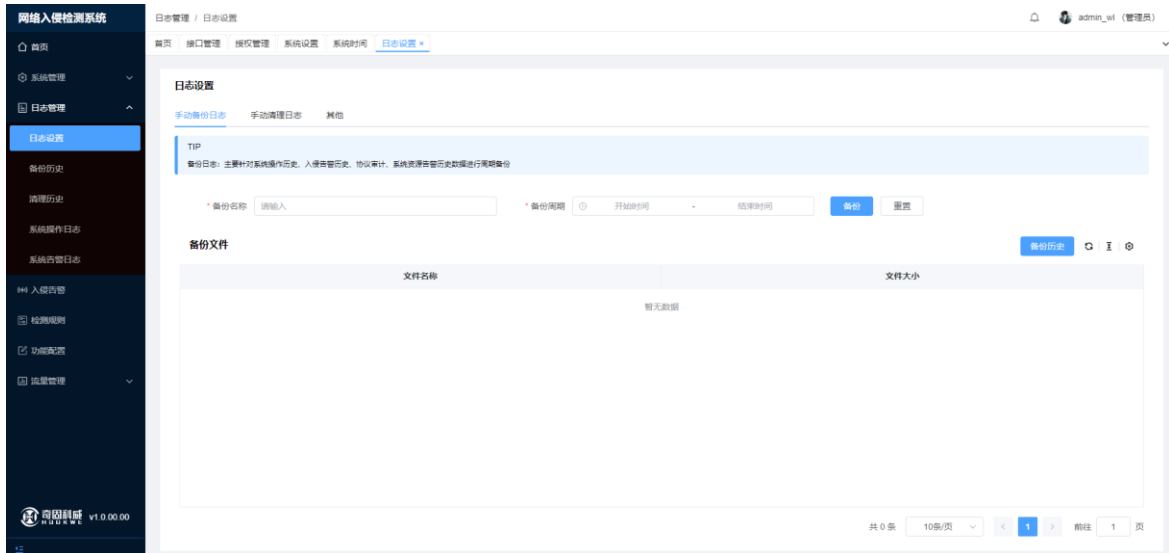 网络入侵检测系统
日志管理 / 日志设置
admin_wl (管理员)
首页 接口管理 授权管理 系统设置 系统时间 日志设置 ×
首页
系统管理
日志管理
日志设置
备份历史
清理历史
系统操作日志
系统告警日志
入侵告警
检测规则
功能配置
流量管理
v1.0.00.00
日志设置
手动备份日志 手动清理日志 其他
TIP
备份日志：主要针对系统操作历史、入侵告警历史、协议审计、系统资源告警历史数据进行周期备份
* 备份名称 请输入 * 备份周期 开始时间 - 结束时间 备份 重置
备份文件
备份历史
文件名称 文件大小
暂无数据
共 0 条 10条/页 1 前往 1 页